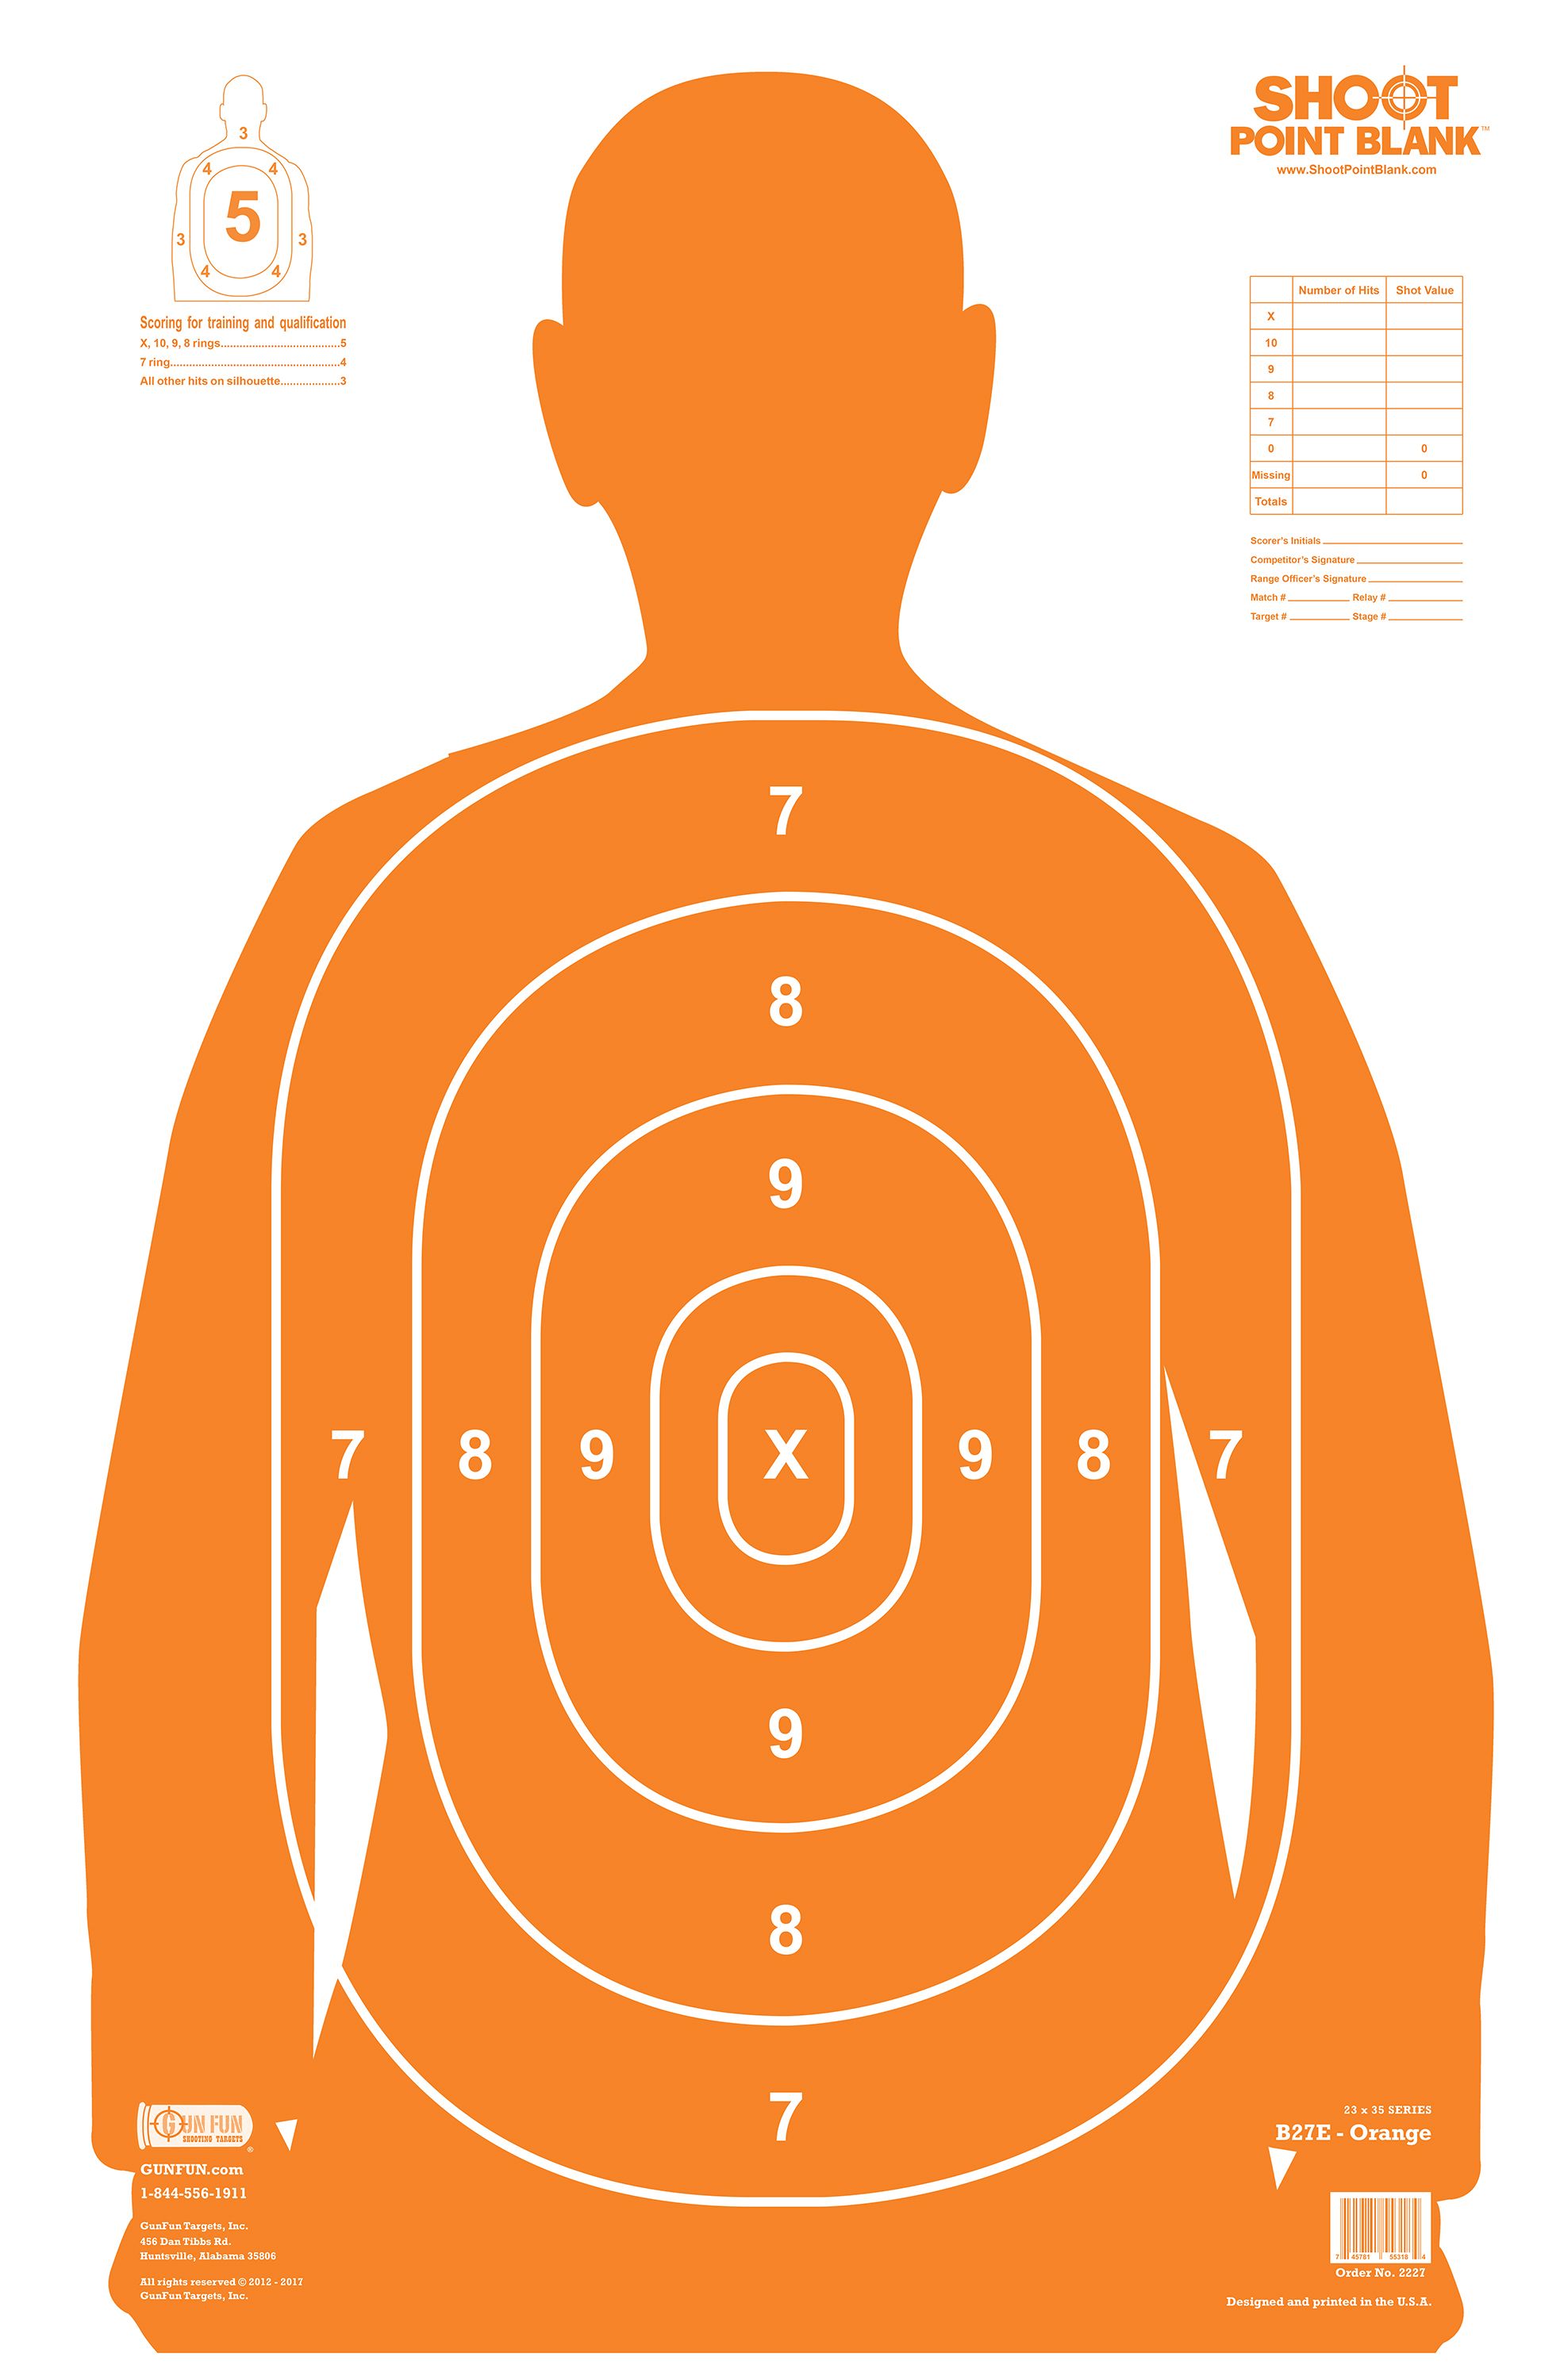 SHOOT
POINT BLANK™
www.ShootPointBlank.com
3
4 4
5
3 3
4 4
Scoring for training and qualification
X, 10, 9, 8 rings......................................5
7 ring......................................................4
All other hits on silhouette...................3
Number of Hits Shot Value
X
10
9
8
7
0 0
Missing 0
Totals
Scorer's Initials
Competitor's Signature
Range Officer's Signature
Match # Relay #
Target # Stage #
7
8
9
7 8 9 X 9 8 7
9
8
7
GUN FUN
SHOOTING TARGETS
®
GUNFUN.com
1-844-556-1911
GunFun Targets, Inc.
456 Dan Tibbs Rd.
Huntsville, Alabama 35806
All rights reserved © 2012 - 2017
GunFun Targets, Inc.
23 x 35 SERIES
B27E - Orange
7 45781 55318 4
Order No. 2227
Designed and printed in the U.S.A.